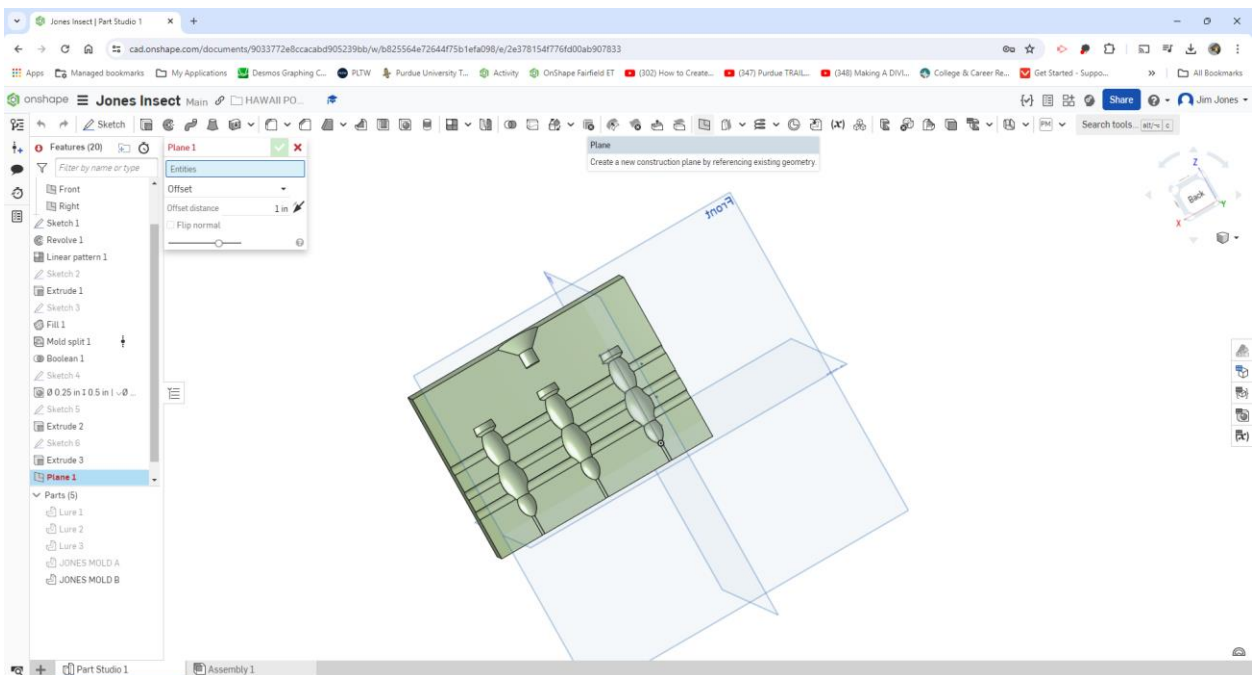 Jones Insect | Part Studio 1
cad.onshape.com/documents/9033772e8ccacabd905239bb/w/b825564e72644f75b1efa098/e/2e378154f776fd00ab907833
Apps Managed bookmarks My Applications Desmos Graphing C... PLTW Purdue University T... Activity OnShape Fairfield ET (302) How to Create... (347) Purdue TRAIL... (348) Making A DIVI... College & Career Re... Get Started - Suppo... » All Bookmarks
onshape Jones Insect Main HAWAII PO... Share Jim Jones
Sketch PM Search tools... alt/⌥ c
Features (20)
Filter by name or type
Front
Right
Sketch 1
Revolve 1
Linear pattern 1
Sketch 2
Extrude 1
Sketch 3
Fill 1
Mold split 1
Boolean 1
Sketch 4
Ø 0.25 in ↧ 0.5 in | ⌵Ø ...
Sketch 5
Extrude 2
Sketch 6
Extrude 3
Plane 1
Parts (5)
Lure 1
Lure 2
Lure 3
JONES MOLD A
JONES MOLD B
Plane 1
Entities
Offset
Offset distance 1 in
Flip normal
Plane
Create a new construction plane by referencing existing geometry
Front
Z
Back
Y
X
(x)
Part Studio 1 Assembly 1